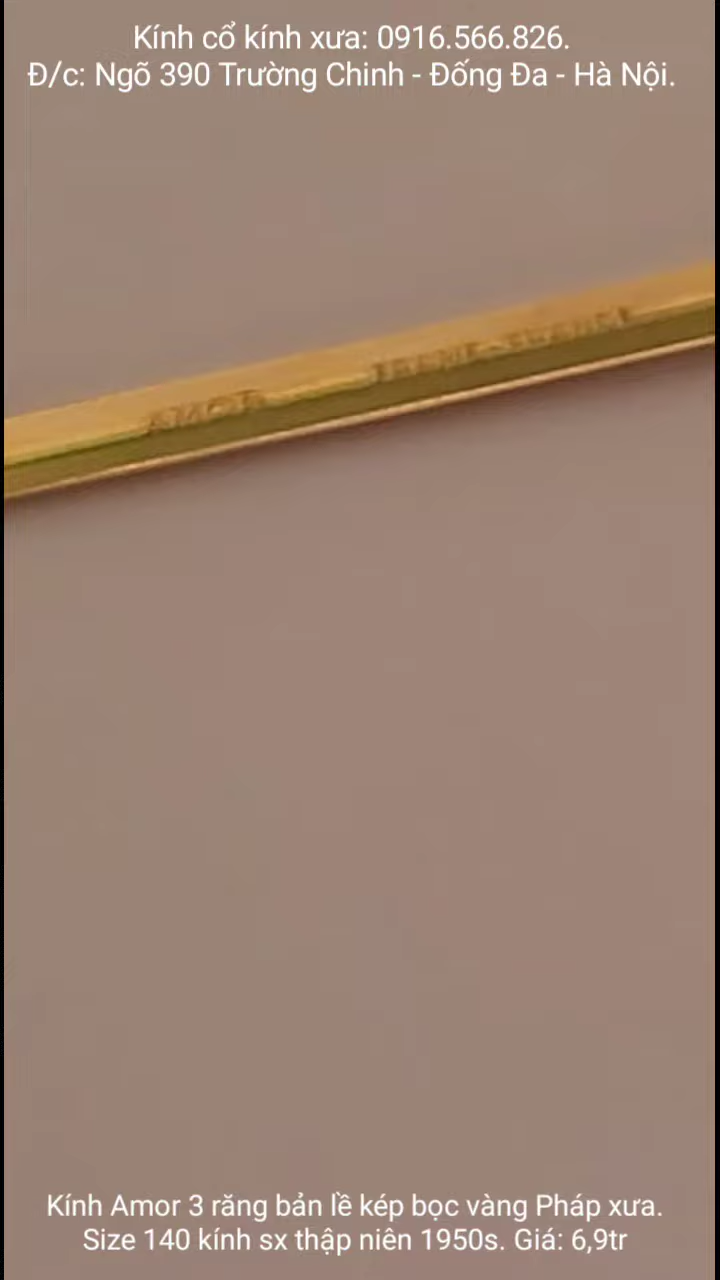 Kính cổ kính xưa: 0916.566.826.
Đ/c: Ngõ 390 Trường Chinh - Đống Đa - Hà Nội.
AMOR
Kính Amor 3 răng bản lề kép bọc vàng Pháp xưa.
Size 140 kính sx thập niên 1950s. Giá: 6,9tr